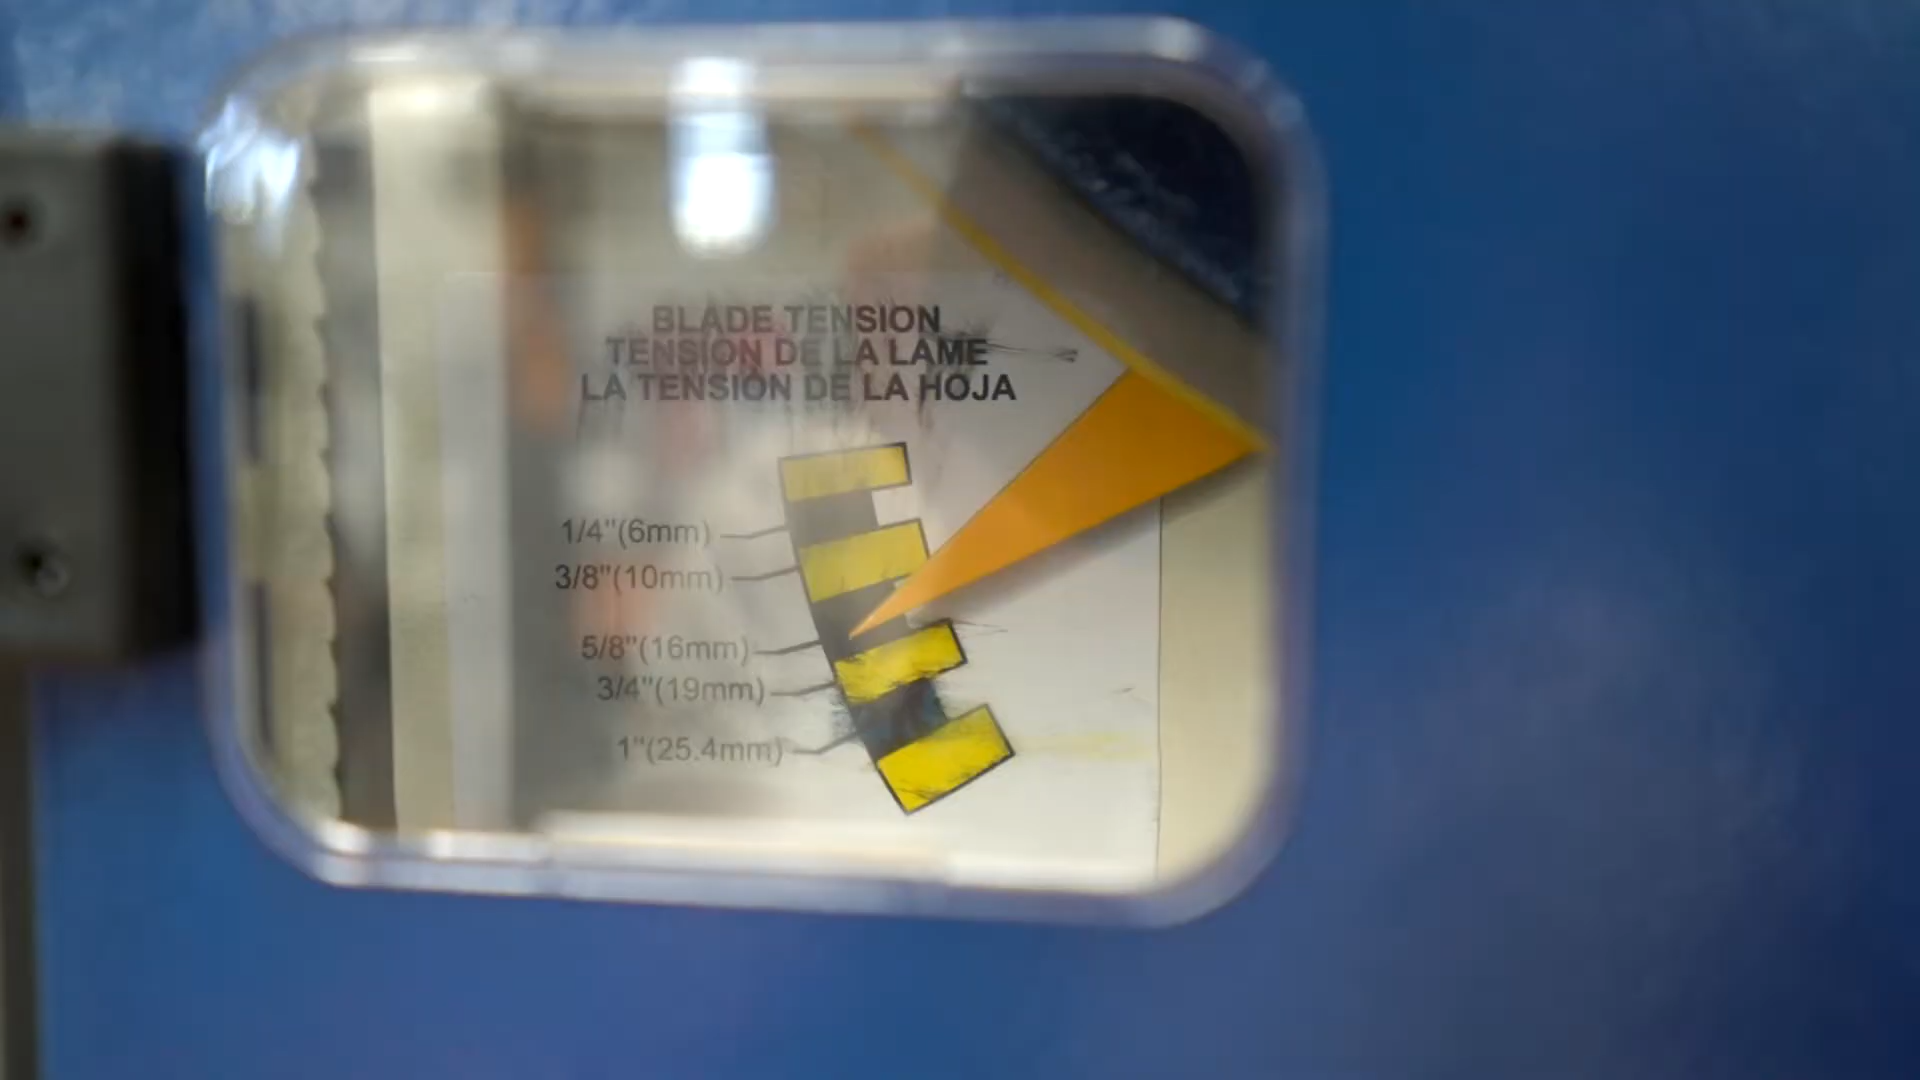 BLADE TENSION
TENSION DE LA LAME
LA TENSIÓN DE LA HOJA
1/4"(6mm)
3/8"(10mm)
5/8"(16mm)
3/4"(19mm)
1"(25.4mm)